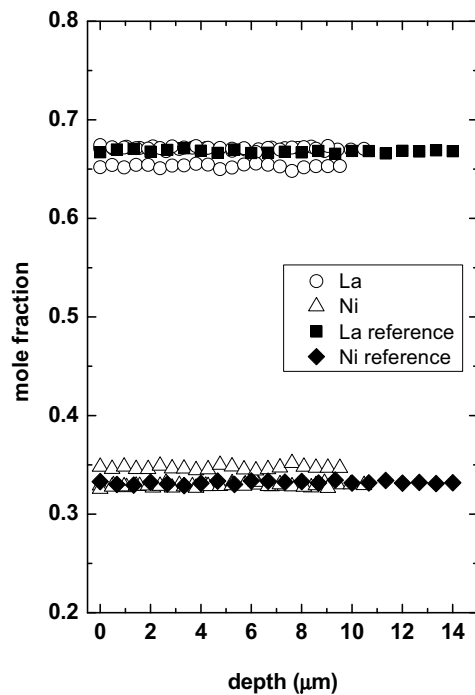 0.8
0.7
0.6
0.5
0.4
0.3
0.2
mole fraction
La
Ni
La reference
Ni reference
0 2 4 6 8 10 12 14
depth (µm)